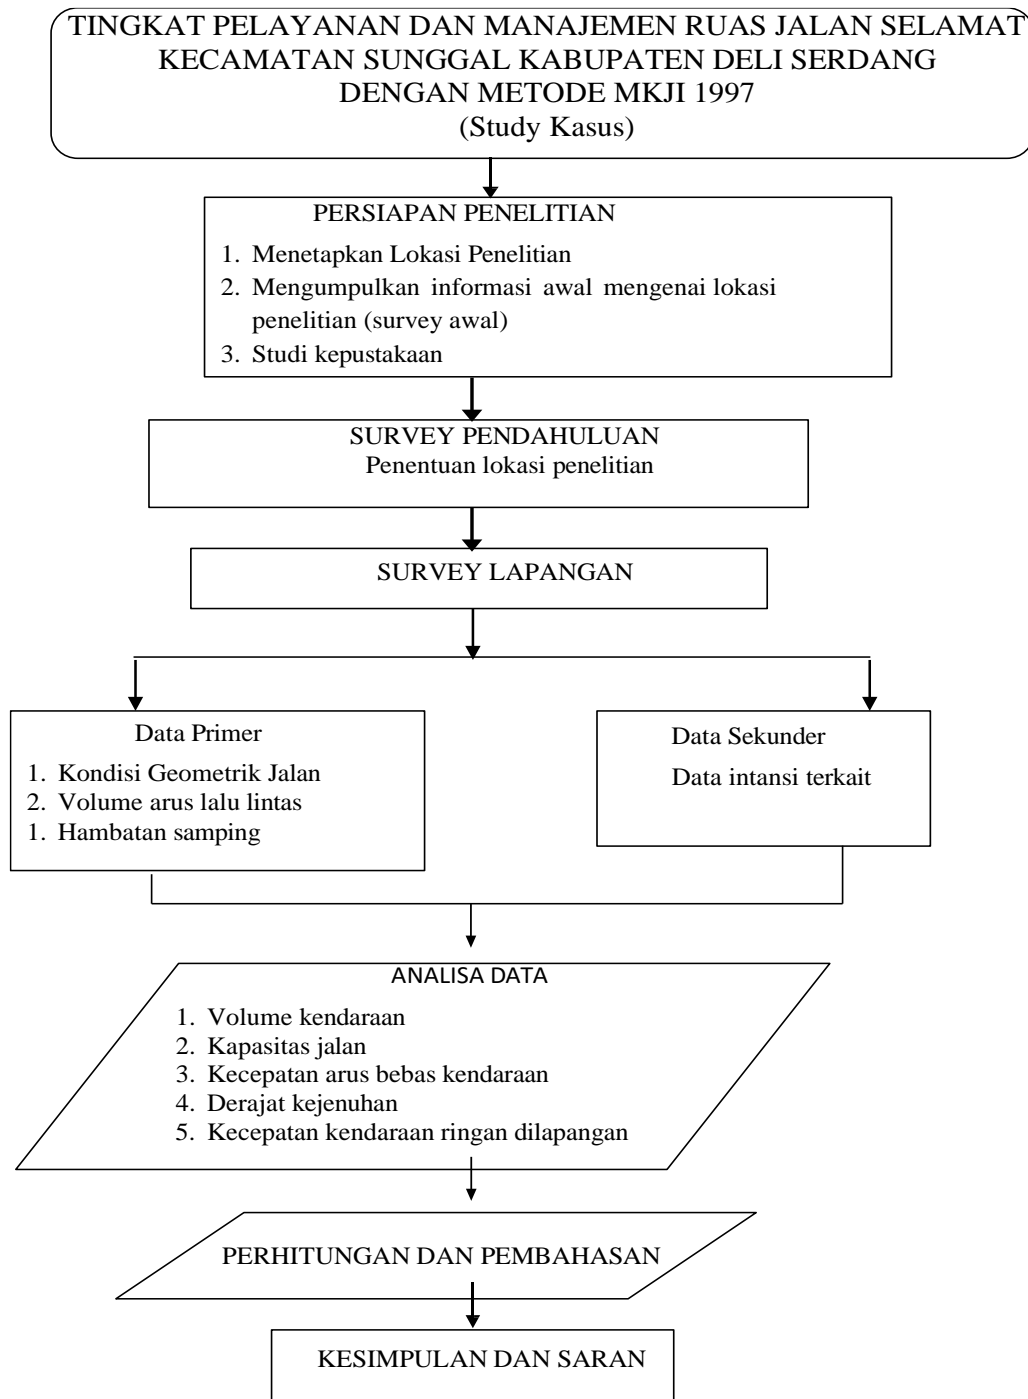 TINGKAT PELAYANAN DAN MANAJEMEN RUAS JALAN SELAMAT
KECAMATAN SUNGGAL KABUPATEN DELI SERDANG
DENGAN METODE MKJI 1997
(Study Kasus)
PERSIAPAN PENELITIAN
1. Menetapkan Lokasi Penelitian
2. Mengumpulkan informasi awal mengenai lokasi
penelitian (survey awal)
3. Studi kepustakaan
SURVEY PENDAHULUAN
Penentuan lokasi penelitian
SURVEY LAPANGAN
Data Primer
1. Kondisi Geometrik Jalan
2. Volume arus lalu lintas
1. Hambatan samping
Data Sekunder
Data intansi terkait
ANALISA DATA
1. Volume kendaraan
2. Kapasitas jalan
3. Kecepatan arus bebas kendaraan
4. Derajat kejenuhan
5. Kecepatan kendaraan ringan dilapangan
PERHITUNGAN DAN PEMBAHASAN
KESIMPULAN DAN SARAN